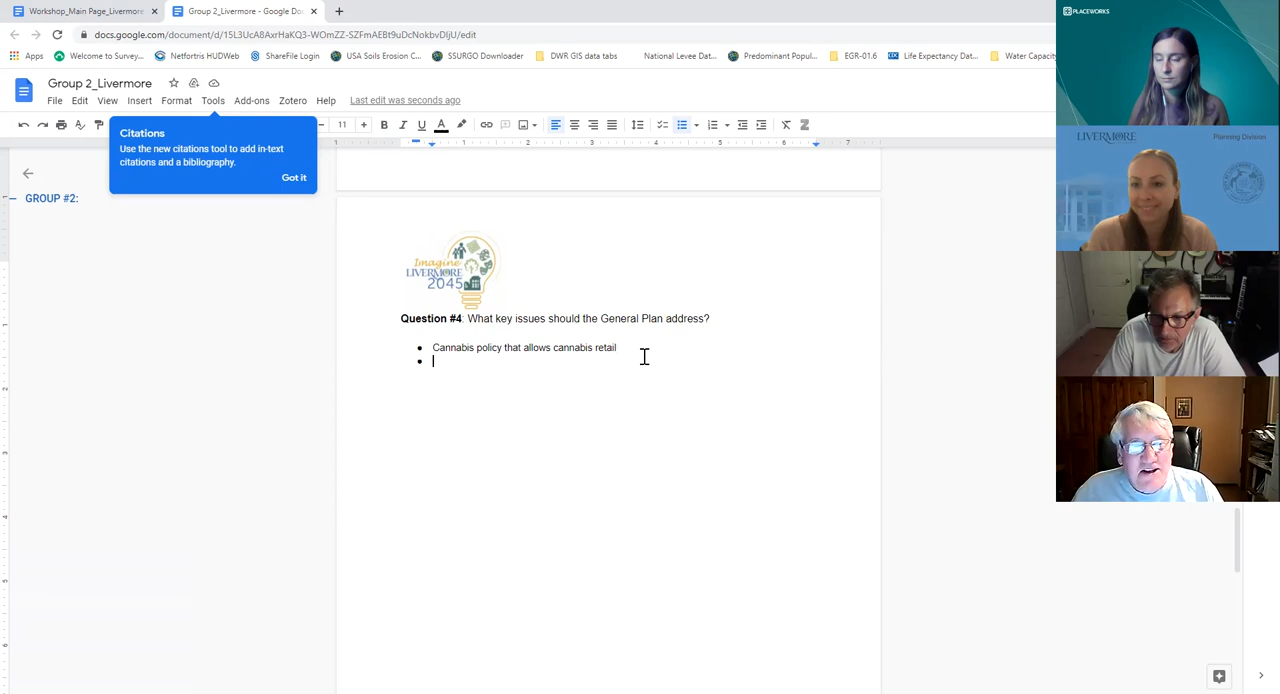 Workshop_Main Page_Livermore
Group 2_Livermore - Google Doc
docs.google.com/document/d/15L3UcA8AxrHaKQ3-WOmZZ-SZFmAEBt9uDcNokbvDIjU/edit
Apps
Welcome to Survey...
Netfortris HUDWeb
ShareFile Login
USA Soils Erosion C...
SSURGO Downloader
DWR GIS data tabs
National Levee Dat...
Predominant Popul...
EGR-01.6
Life Expectancy Dat...
Water Capacity
Group 2_Livermore
File Edit View Insert Format Tools Add-ons Zotero Help Last edit was seconds ago
11
Citations
Use the new citations tool to add in-text
citations and a bibliography.
Got it
GROUP #2:
Imagine
LIVERMORE
2045
Question #4: What key issues should the General Plan address?
• Cannabis policy that allows cannabis retail
•
PLACEWORKS
LIVERMORE
Planning Division